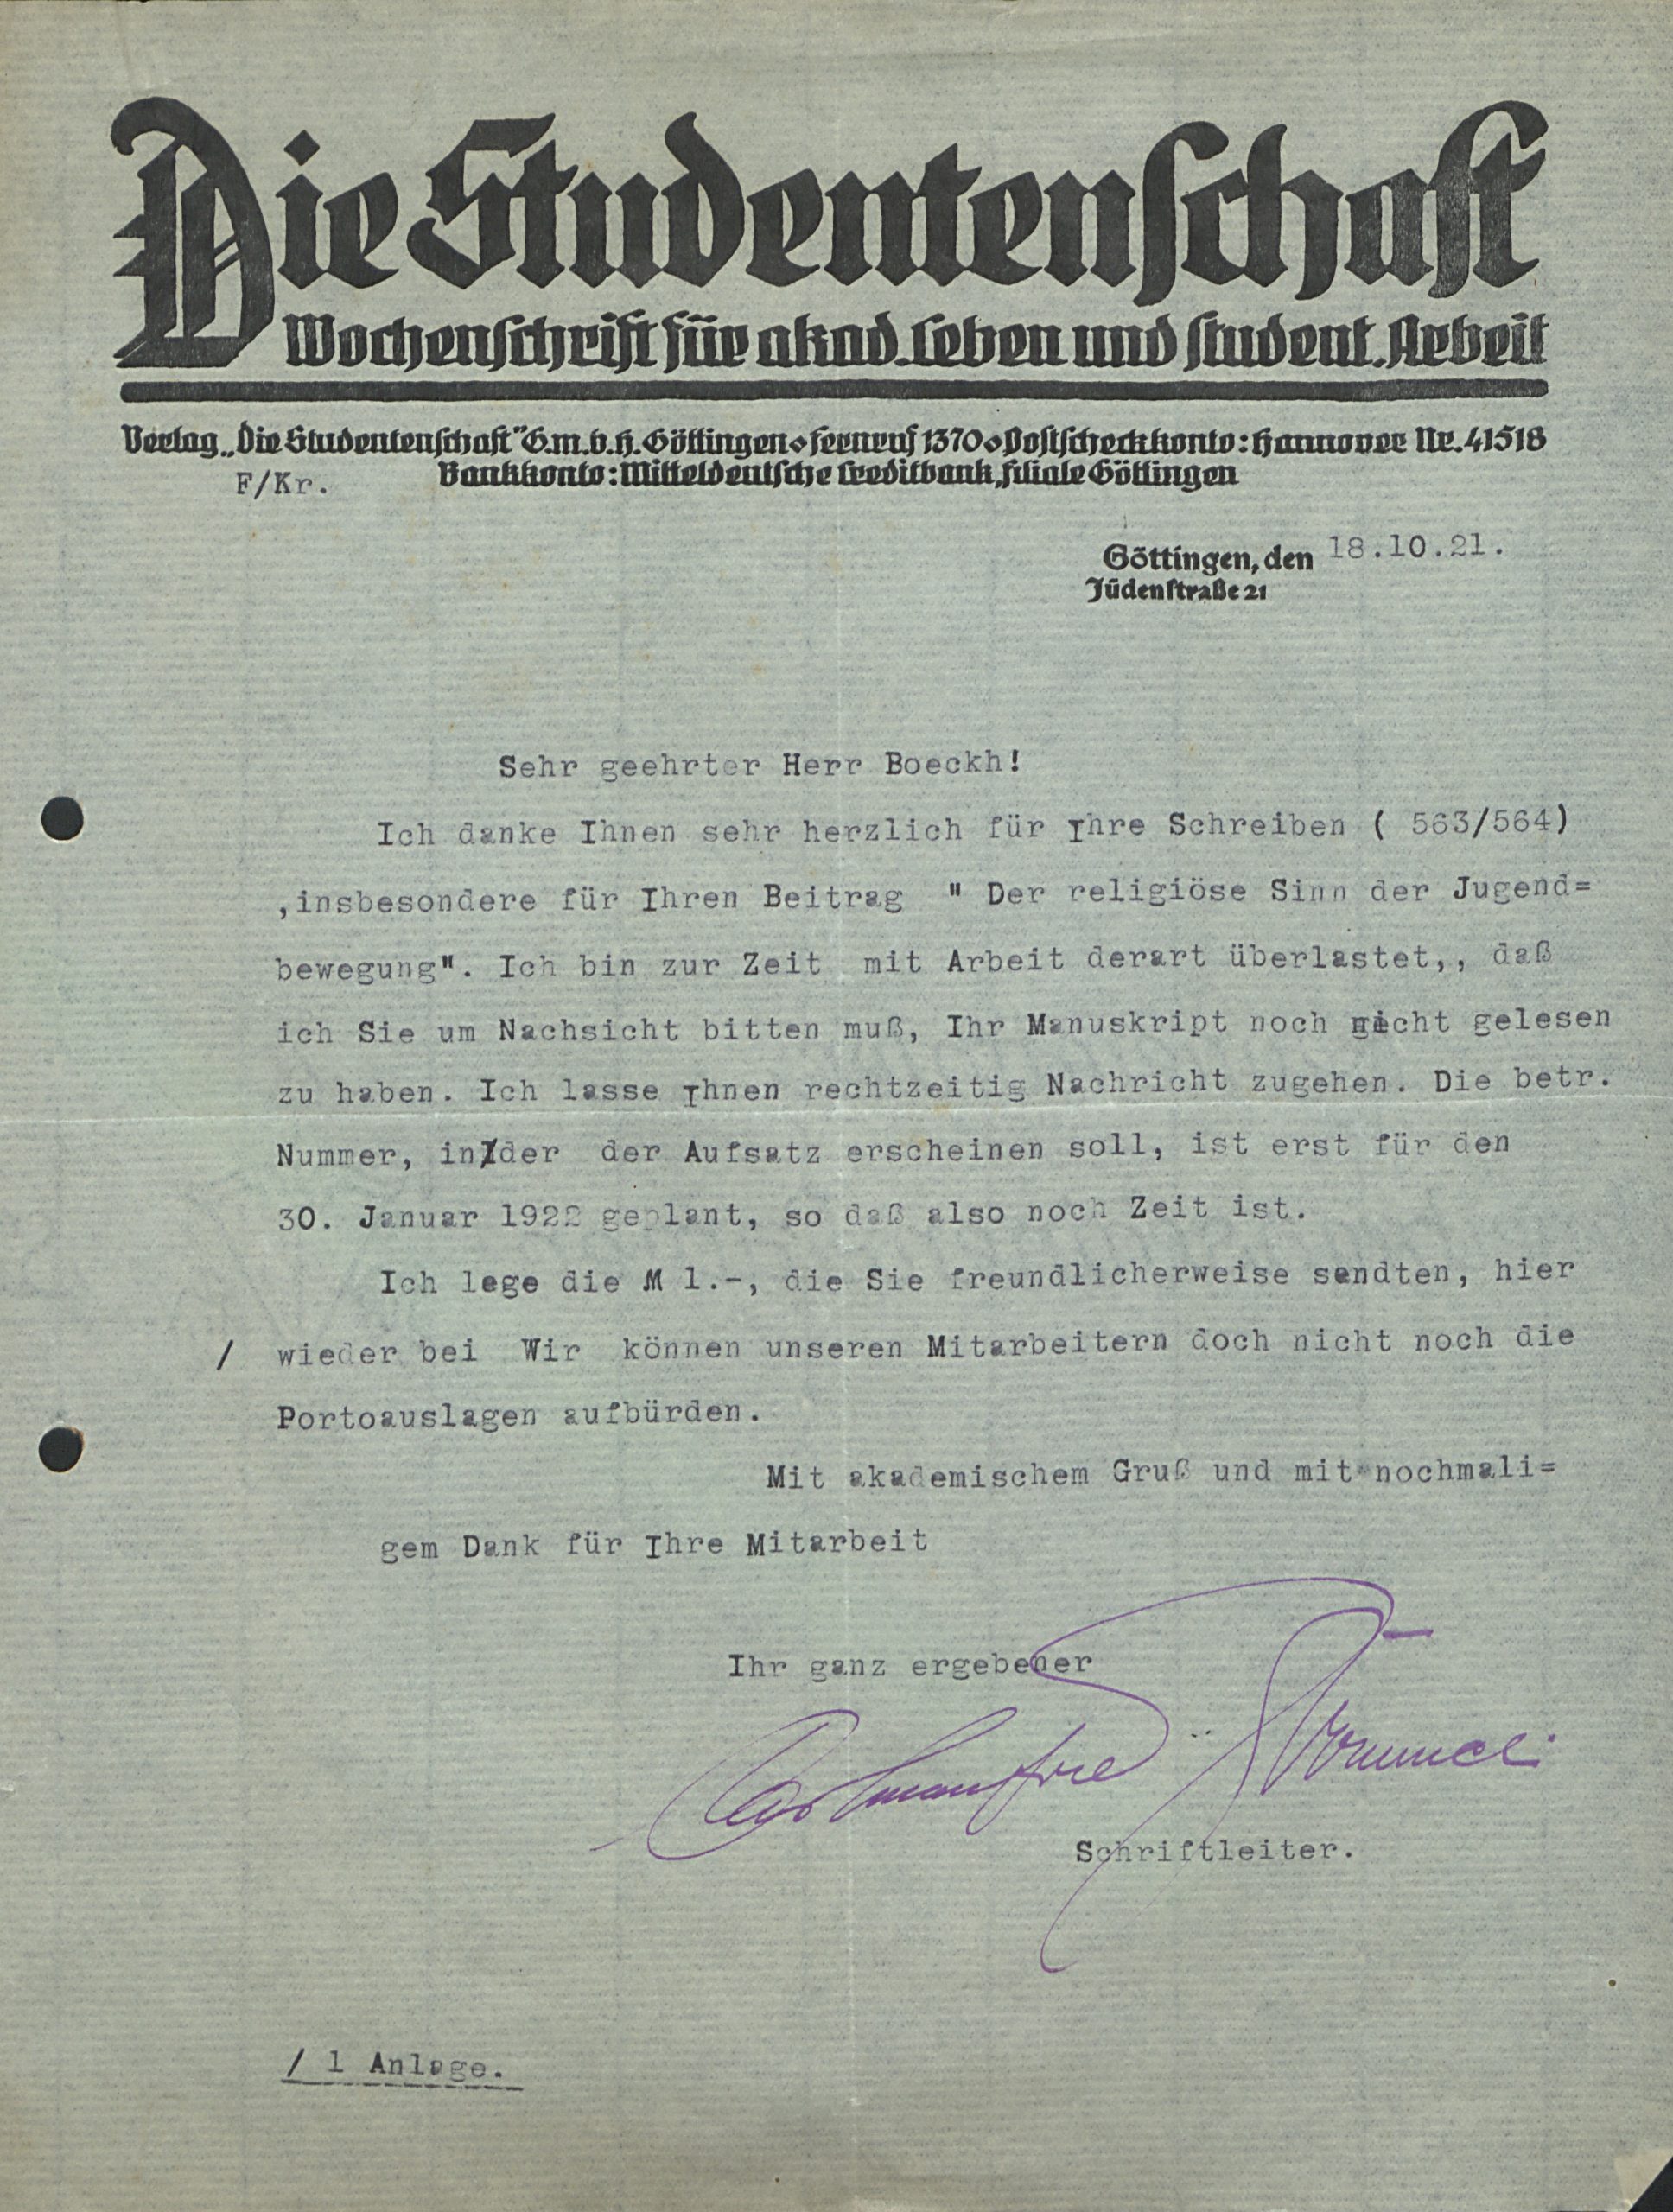 Die Studentenschaft
Wochenschrift für akad. Leben und student. Arbeit
Verlag „Die Studentenschaft" G.m.b.H. Göttingen ⋄ Fernruf 1370 ⋄ Postscheckkonto: Hannover Nr. 41518
F/Kr. Bankkonto: Mitteldeutsche Creditbank, Filiale Göttingen
Göttingen, den 18.10.21.
Jüdenstraße 21
Sehr geehrter Herr Boeckh!
Ich danke Ihnen sehr herzlich für Ihre Schreiben ( 563/564)
,insbesondere für Ihren Beitrag " Der religiöse Sinn der Jugend=
bewegung". Ich bin zur Zeit mit Arbeit derart überlastet,, daß
ich Sie um Nachsicht bitten muß, Ihr Manuskript noch nicht gelesen
zu haben. Ich lasse Ihnen rechtzeitig Nachricht zugehen. Die betr.
Nummer, in/der der Aufsatz erscheinen soll, ist erst für den
30. Januar 1922 geplant, so daß also noch Zeit ist.
Ich lege die M 1.-, die Sie freundlicherweise sandten, hier
/ wieder bei Wir können unseren Mitarbeitern doch nicht noch die
Portoauslagen aufbürden.
Mit akademischem Gruß und mit nochmali=
gem Dank für Ihre Mitarbeit
Ihr ganz ergebener
Schriftleiter.
/ 1 Anlage.